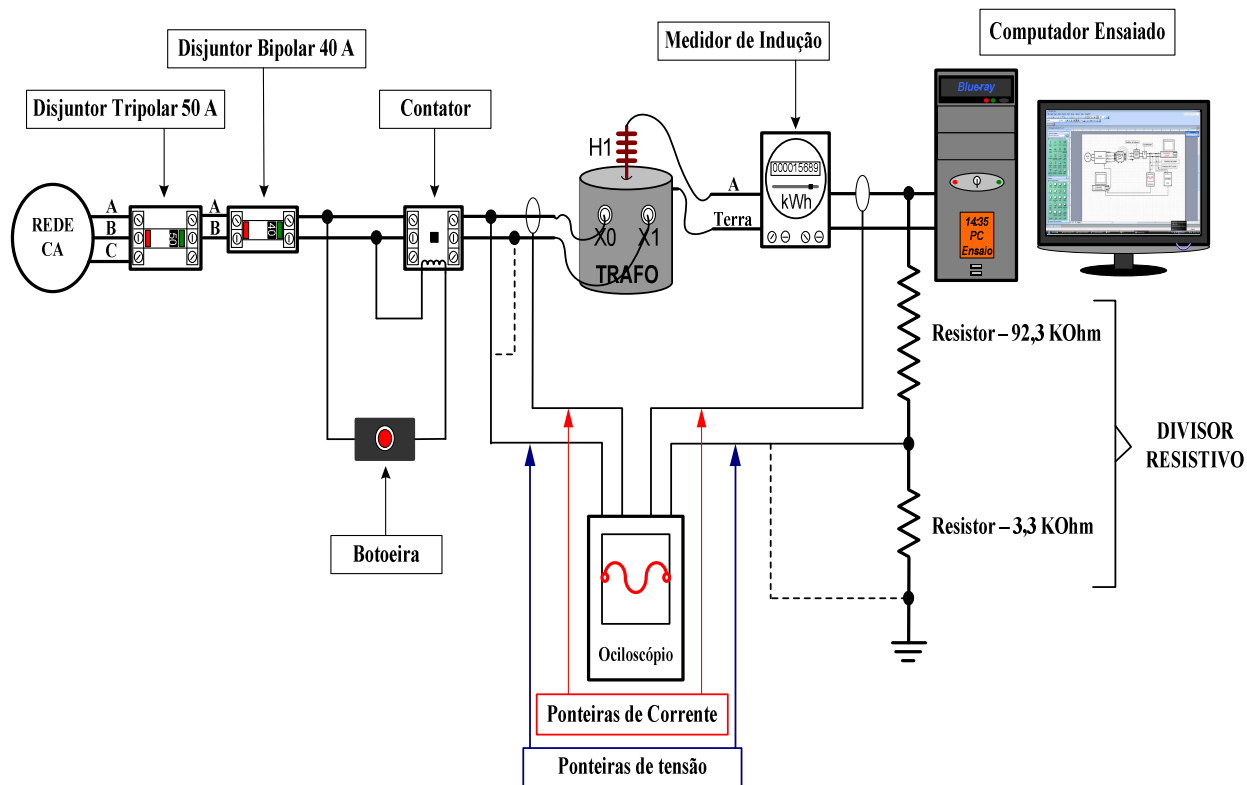 Disjuntor Bipolar 40 A
Medidor de Indução
Computador Ensaiado
Disjuntor Tripolar 50 A
Contator
Blue-ray
H1
REDE
CA
A
B
C
50
A
B
40
X0
X1
TRAFO
A
Terra
000015689
kWh
14:35
PC
Ensaio
Resistor – 92,3 KOhm
DIVISOR
RESISTIVO
Resistor – 3,3 KOhm
Botoeira
Ociloscópio
Ponteiras de Corrente
Ponteiras de tensão